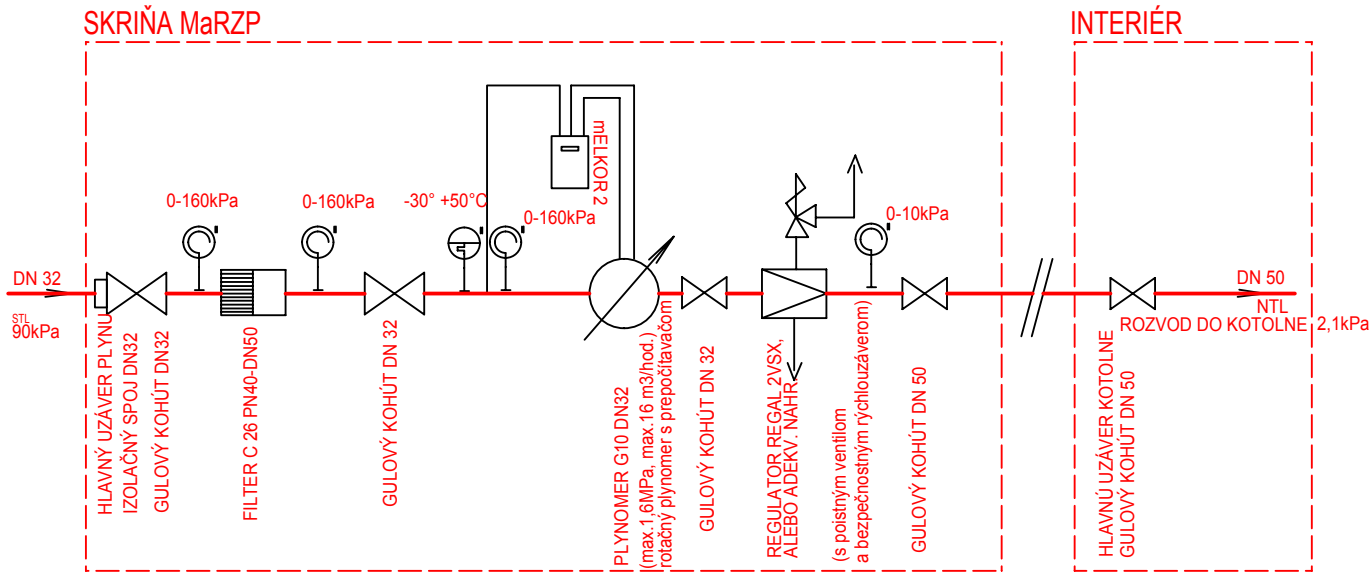 SKRIŇA MaRZP
INTERIÉR
0-160kPa
0-160kPa
-30° +50°C
0-160kPa
mELKOR 2
0-10kPa
DN 32
STL
90kPa
DN 50
NTL
ROZVOD DO KOTOLNE 2,1kPa
HLAVNÝ UZÁVER PLYNU
IZOLAČNÝ SPOJ DN32
GULOVÝ KOHÚT DN32
FILTER C 26 PN40-DN50
GULOVÝ KOHÚT DN 32
PLYNOMER G10 DN32
(max.1,6MPa, max.16 m3/hod.)
rotačný plynomer s prepočítavačom
GULOVÝ KOHÚT DN 32
REGULATOR REGAL 2VSX,
ALEBO ADEKV. NAHR.
(s poistným ventilom
a bezpečnostným rýchlouzáverom)
GULOVÝ KOHÚT DN 50
HLAVNÚ UZÁVER KOTOLNE
GULOVÝ KOHÚT DN 50